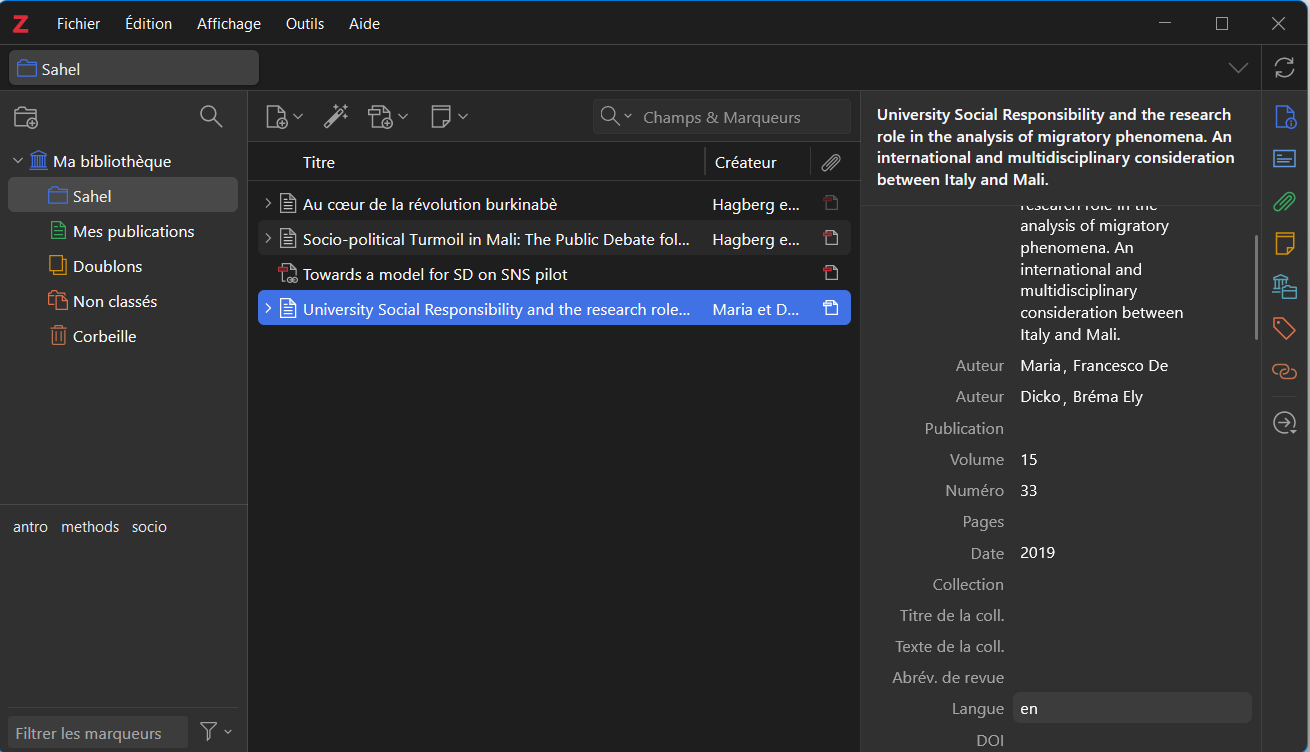 Z Fichier Édition Affichage Outils Aide
Sahel
Ma bibliothèque
Sahel
Mes publications
Doublons
Non classés
Corbeille
antro methods socio
Filtrer les marqueurs
Champs & Marqueurs
Titre Créateur
Au cœur de la révolution burkinabè Hagberg e...
Socio-political Turmoil in Mali: The Public Debate fol... Hagberg e...
Towards a model for SD on SNS pilot
University Social Responsibility and the research role... Maria et D...
University Social Responsibility and the research
role in the analysis of migratory phenomena. An
international and multidisciplinary consideration
between Italy and Mali.
research role in the
analysis of migratory
phenomena. An
international and
multidisciplinary
consideration between
Italy and Mali.
Auteur Maria, Francesco De
Auteur Dicko, Bréma Ely
Publication
Volume 15
Numéro 33
Pages
Date 2019
Collection
Titre de la coll.
Texte de la coll.
Abrév. de revue
Langue en
DOI